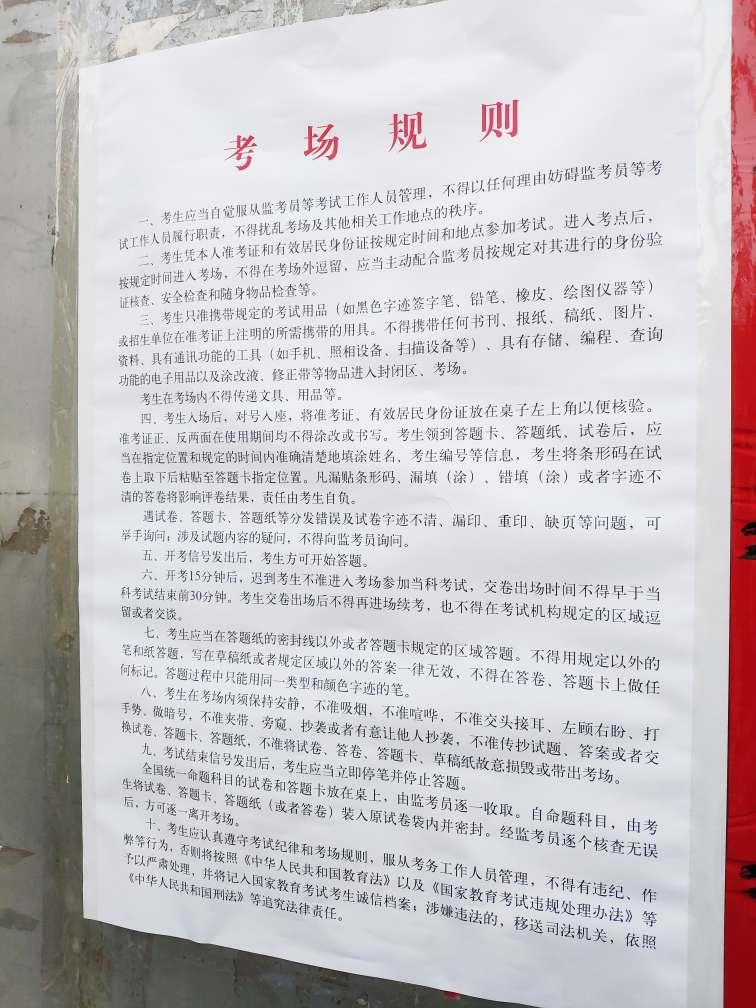 考场规则
一、考生应当自觉服从监考员等考试工作人员管理，不得以任何理由妨碍监考员等考
试工作人员履行职责，不得扰乱考场及其他相关工作地点的秩序。
二、考生凭本人准考证和有效居民身份证按规定时间和地点参加考试。进入考点后，
按规定时间进入考场，不得在考场外逗留，应当主动配合监考员按规定对其进行的身份验
证核查、安全检查和随身物品检查等。
三、考生只准携带规定的考试用品（如黑色字迹签字笔、铅笔、橡皮、绘图仪器等）
或招生单位在准考证上注明的所需携带的用具。不得携带任何书刊、报纸、稿纸、图片、
资料、具有通讯功能的工具（如手机、照相设备、扫描设备等）、具有存储、编程、查询
功能的电子用品以及涂改液、修正带等物品进入封闭区、考场。
考生在考场内不得传递文具、用品等。
四、考生入场后，对号入座，将准考证、有效居民身份证放在桌子左上角以便核验。
准考证正、反两面在使用期间均不得涂改或书写。考生领到答题卡、答题纸、试卷后，应
当在指定位置和规定的时间内准确清楚地填涂姓名、考生编号等信息，考生将条形码在试
卷上取下后粘贴至答题卡指定位置。凡漏贴条形码、漏填（涂）、错填（涂）或者字迹不
清的答卷将影响评卷结果，责任由考生自负。
遇试卷、答题卡、答题纸等分发错误及试卷字迹不清、漏印、重印、缺页等问题，可
举手询问；涉及试题内容的疑问，不得向监考员询问。
五、开考信号发出后，考生方可开始答题。
六、开考15分钟后，迟到考生不准进入考场参加当科考试，交卷出场时间不得早于当
科考试结束前30分钟。考生交卷出场后不得再进场续考，也不得在考试机构规定的区域逗
留或者交谈。
七、考生应当在答题纸的密封线以外或者答题卡规定的区域答题。不得用规定以外的
笔和纸答题，写在草稿纸或者规定区域以外的答案一律无效，不得在答卷、答题卡上做任
何标记。答题过程中只能用同一类型和颜色字迹的笔。
八、考生在考场内须保持安静，不准吸烟，不准喧哗，不准交头接耳、左顾右盼、打
手势、做暗号，不准夹带、旁窥、抄袭或者有意让他人抄袭，不准传抄试题、答案或者交
换试卷、答题卡、答题纸，不准将试卷、答卷、答题卡、草稿纸故意损毁或带出考场。
九、考试结束信号发出后，考生应当立即停笔并停止答题。
全国统一命题科目的试卷和答题卡放在桌上，由监考员逐一收取。自命题科目，由考
生将试卷、答题卡、答题纸（或者答卷）装入原试卷袋内并密封。经监考员逐个核查无误
后，方可逐一离开考场。
十、考生应认真遵守考试纪律和考场规则，服从考务工作人员管理，不得有违纪、作
弊等行为，否则将按照《中华人民共和国教育法》以及《国家教育考试违规处理办法》等
予以严肃处理，并将记入国家教育考试考生诚信档案；涉嫌违法的，移送司法机关，依照
《中华人民共和国刑法》等追究法律责任。